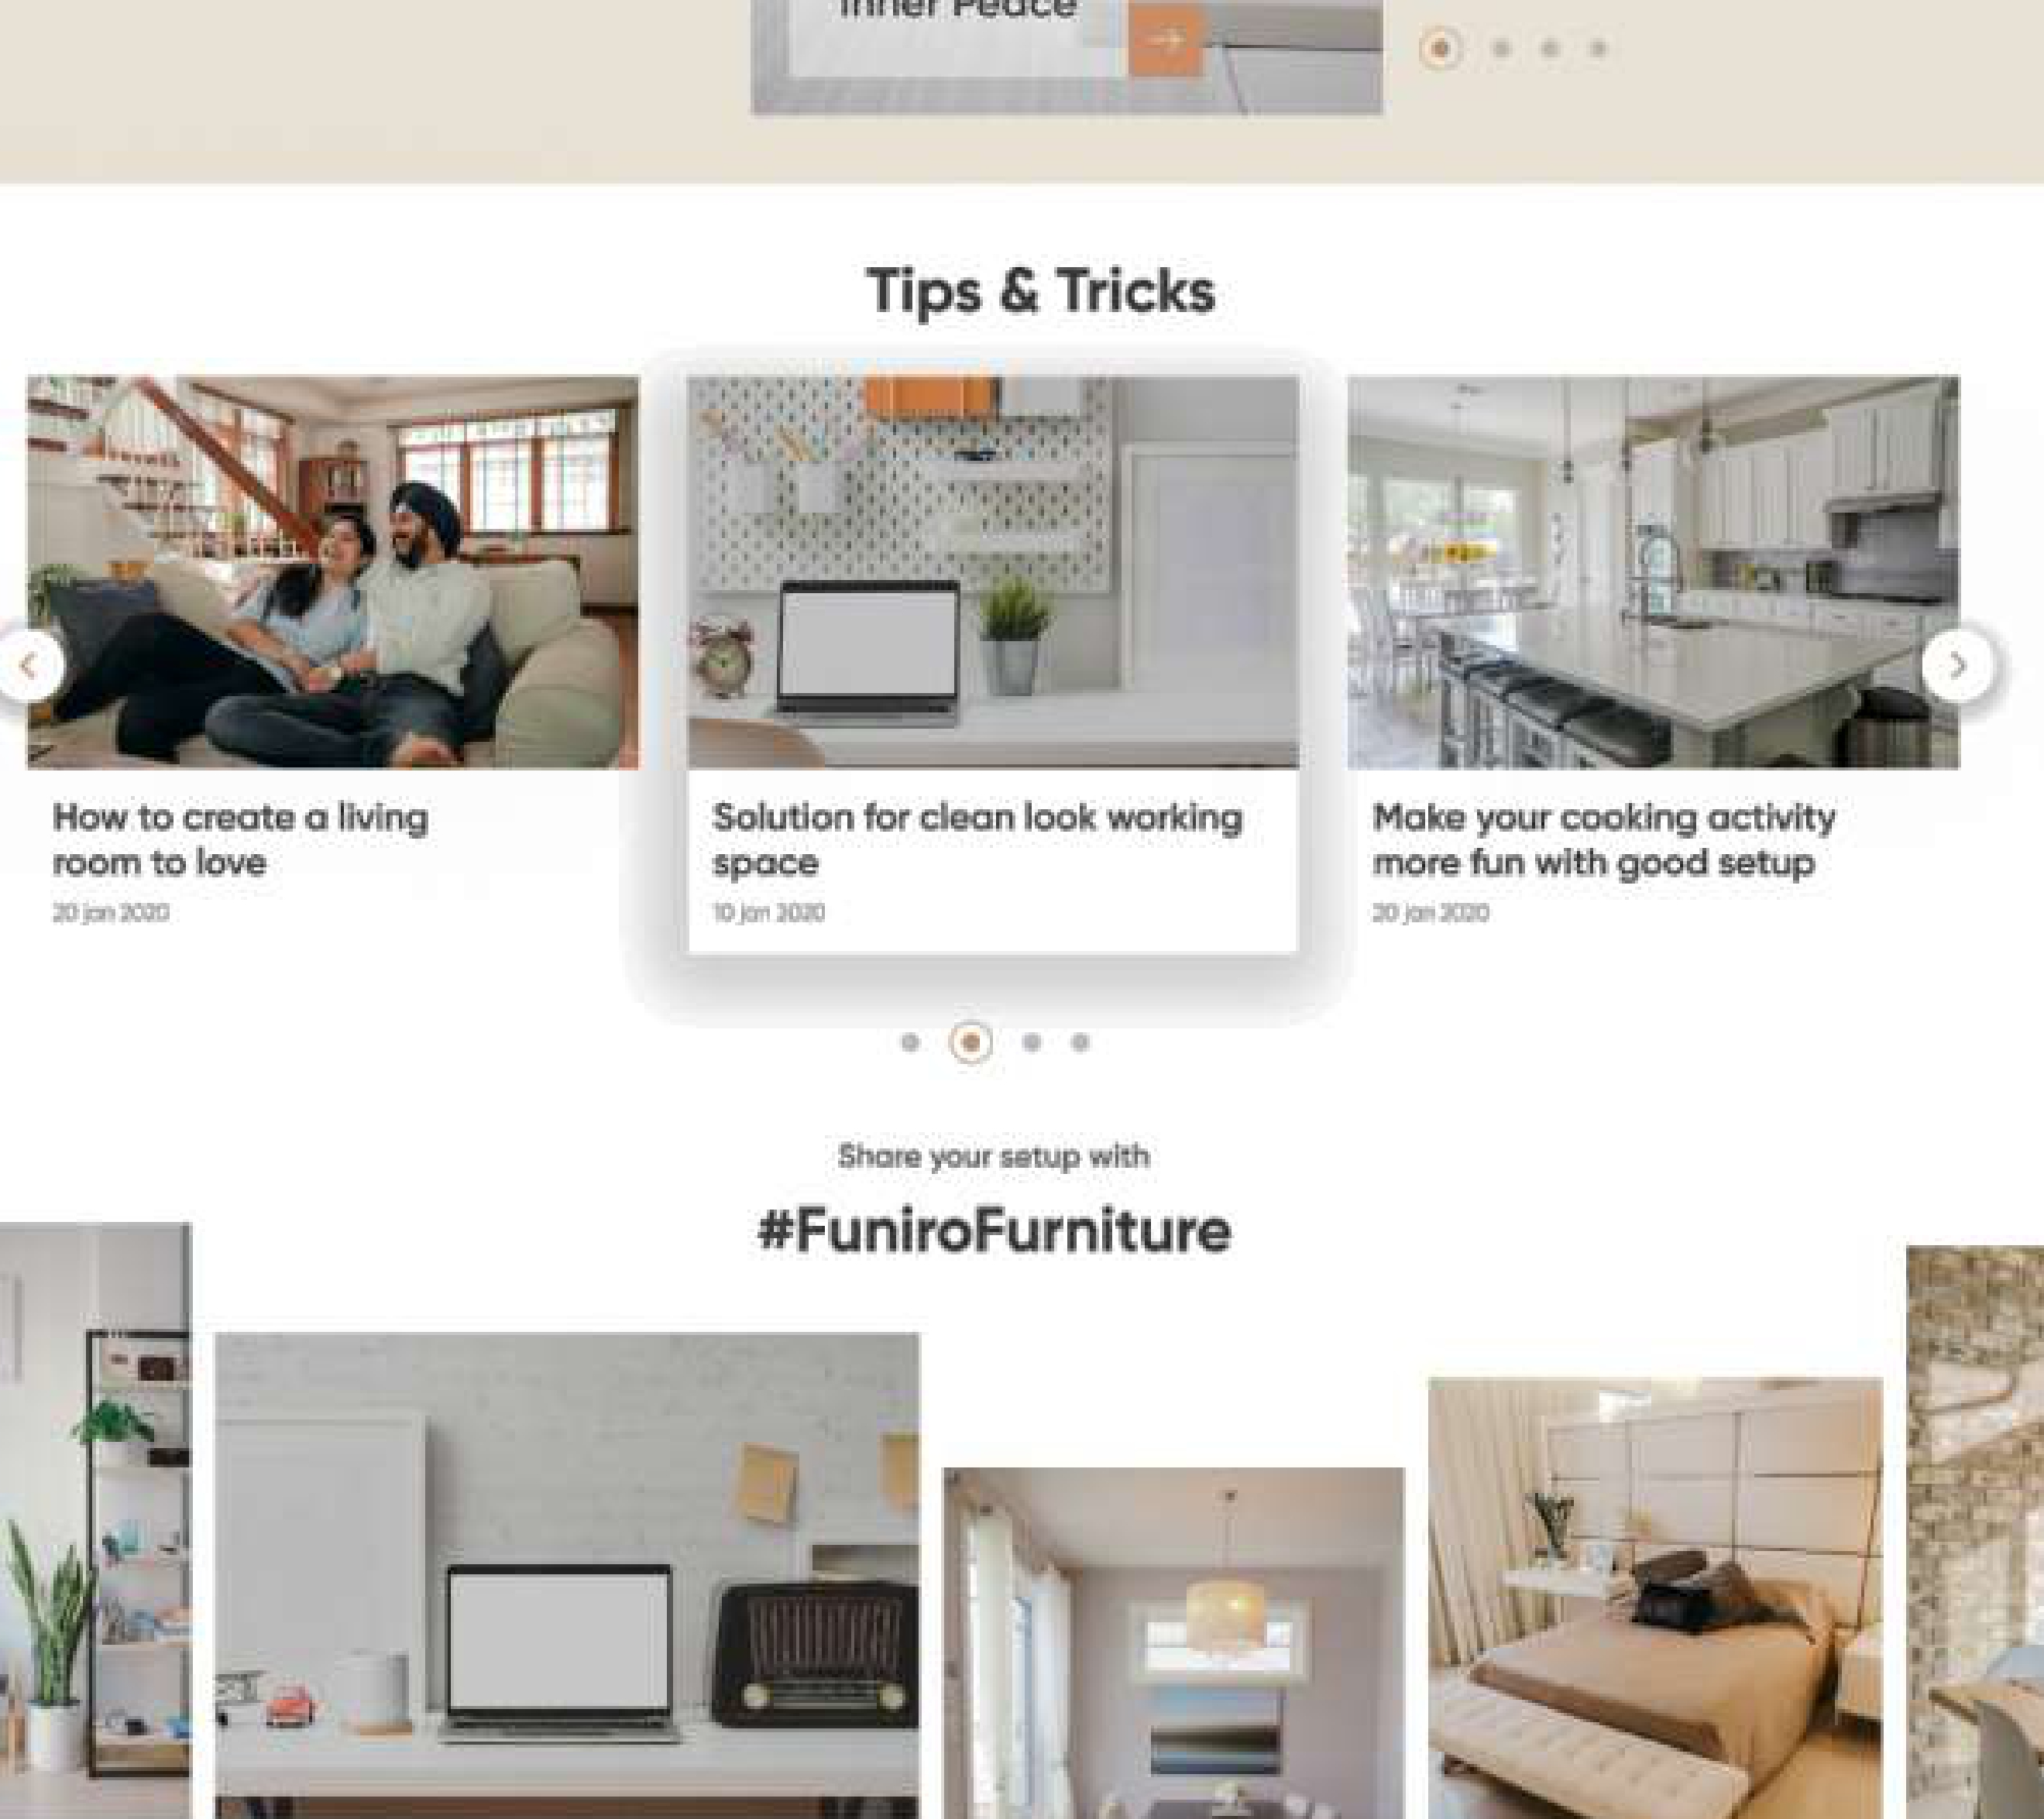 Inner Peace
Tips & Tricks
How to create a living
room to love
20 jan 2020
Solution for clean look working
space
10 jan 2020
Make your cooking activity
more fun with good setup
20 jan 2020
Share your setup with
#FuniroFurniture